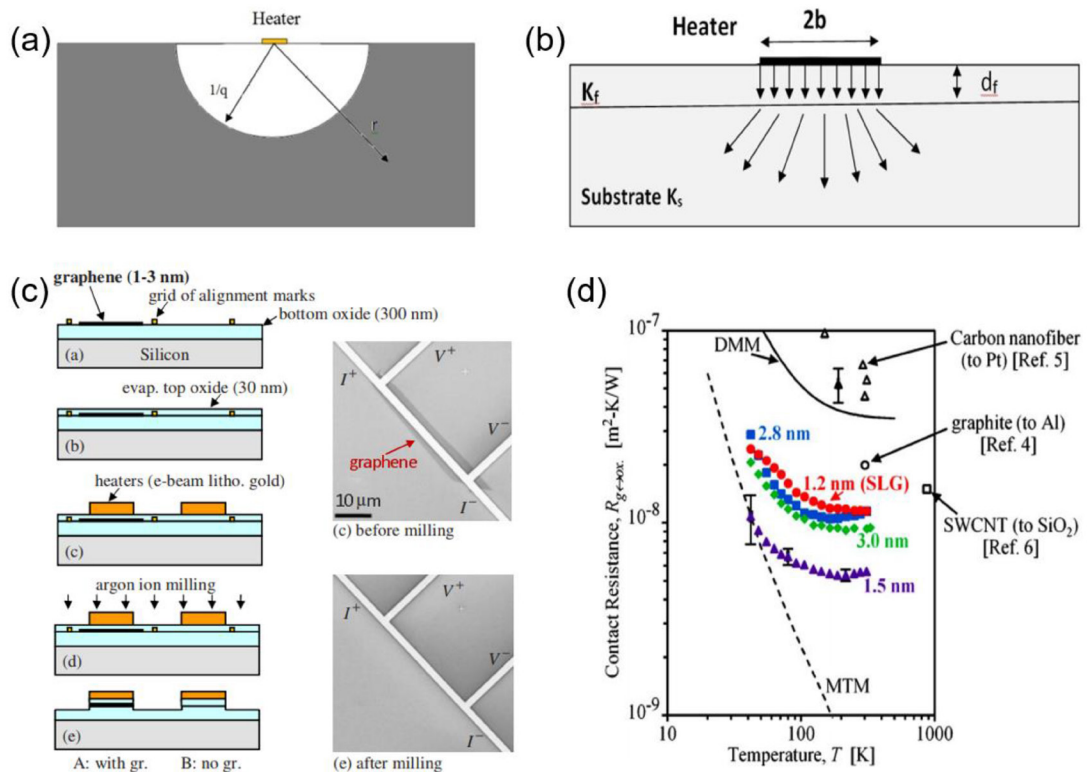 (a)
Heater
1/q
r
(b)
Heater
2b
K_f
d_f
Substrate K_s
(c)
graphene (1-3 nm)
grid of alignment marks
bottom oxide (300 nm)
Silicon
(a)
evap. top oxide (30 nm)
(b)
heaters (e-beam litho. gold)
(c)
argon ion milling
(d)
(e)
A: with gr.
B: no gr.
I+
V+
V−
I−
graphene
10 μm
(c) before milling
I+
V+
V−
I−
(e) after milling
(d)
Contact Resistance, R_g↔ox. [m²-K/W]
10⁻⁷
10⁻⁸
10⁻⁹
DMM
Carbon nanofiber
(to Pt) [Ref. 5]
graphite (to Al)
[Ref. 4]
2.8 nm
1.2 nm (SLG)
3.0 nm
SWCNT (to SiO₂)
[Ref. 6]
1.5 nm
MTM
10
100
1000
Temperature, T [K]